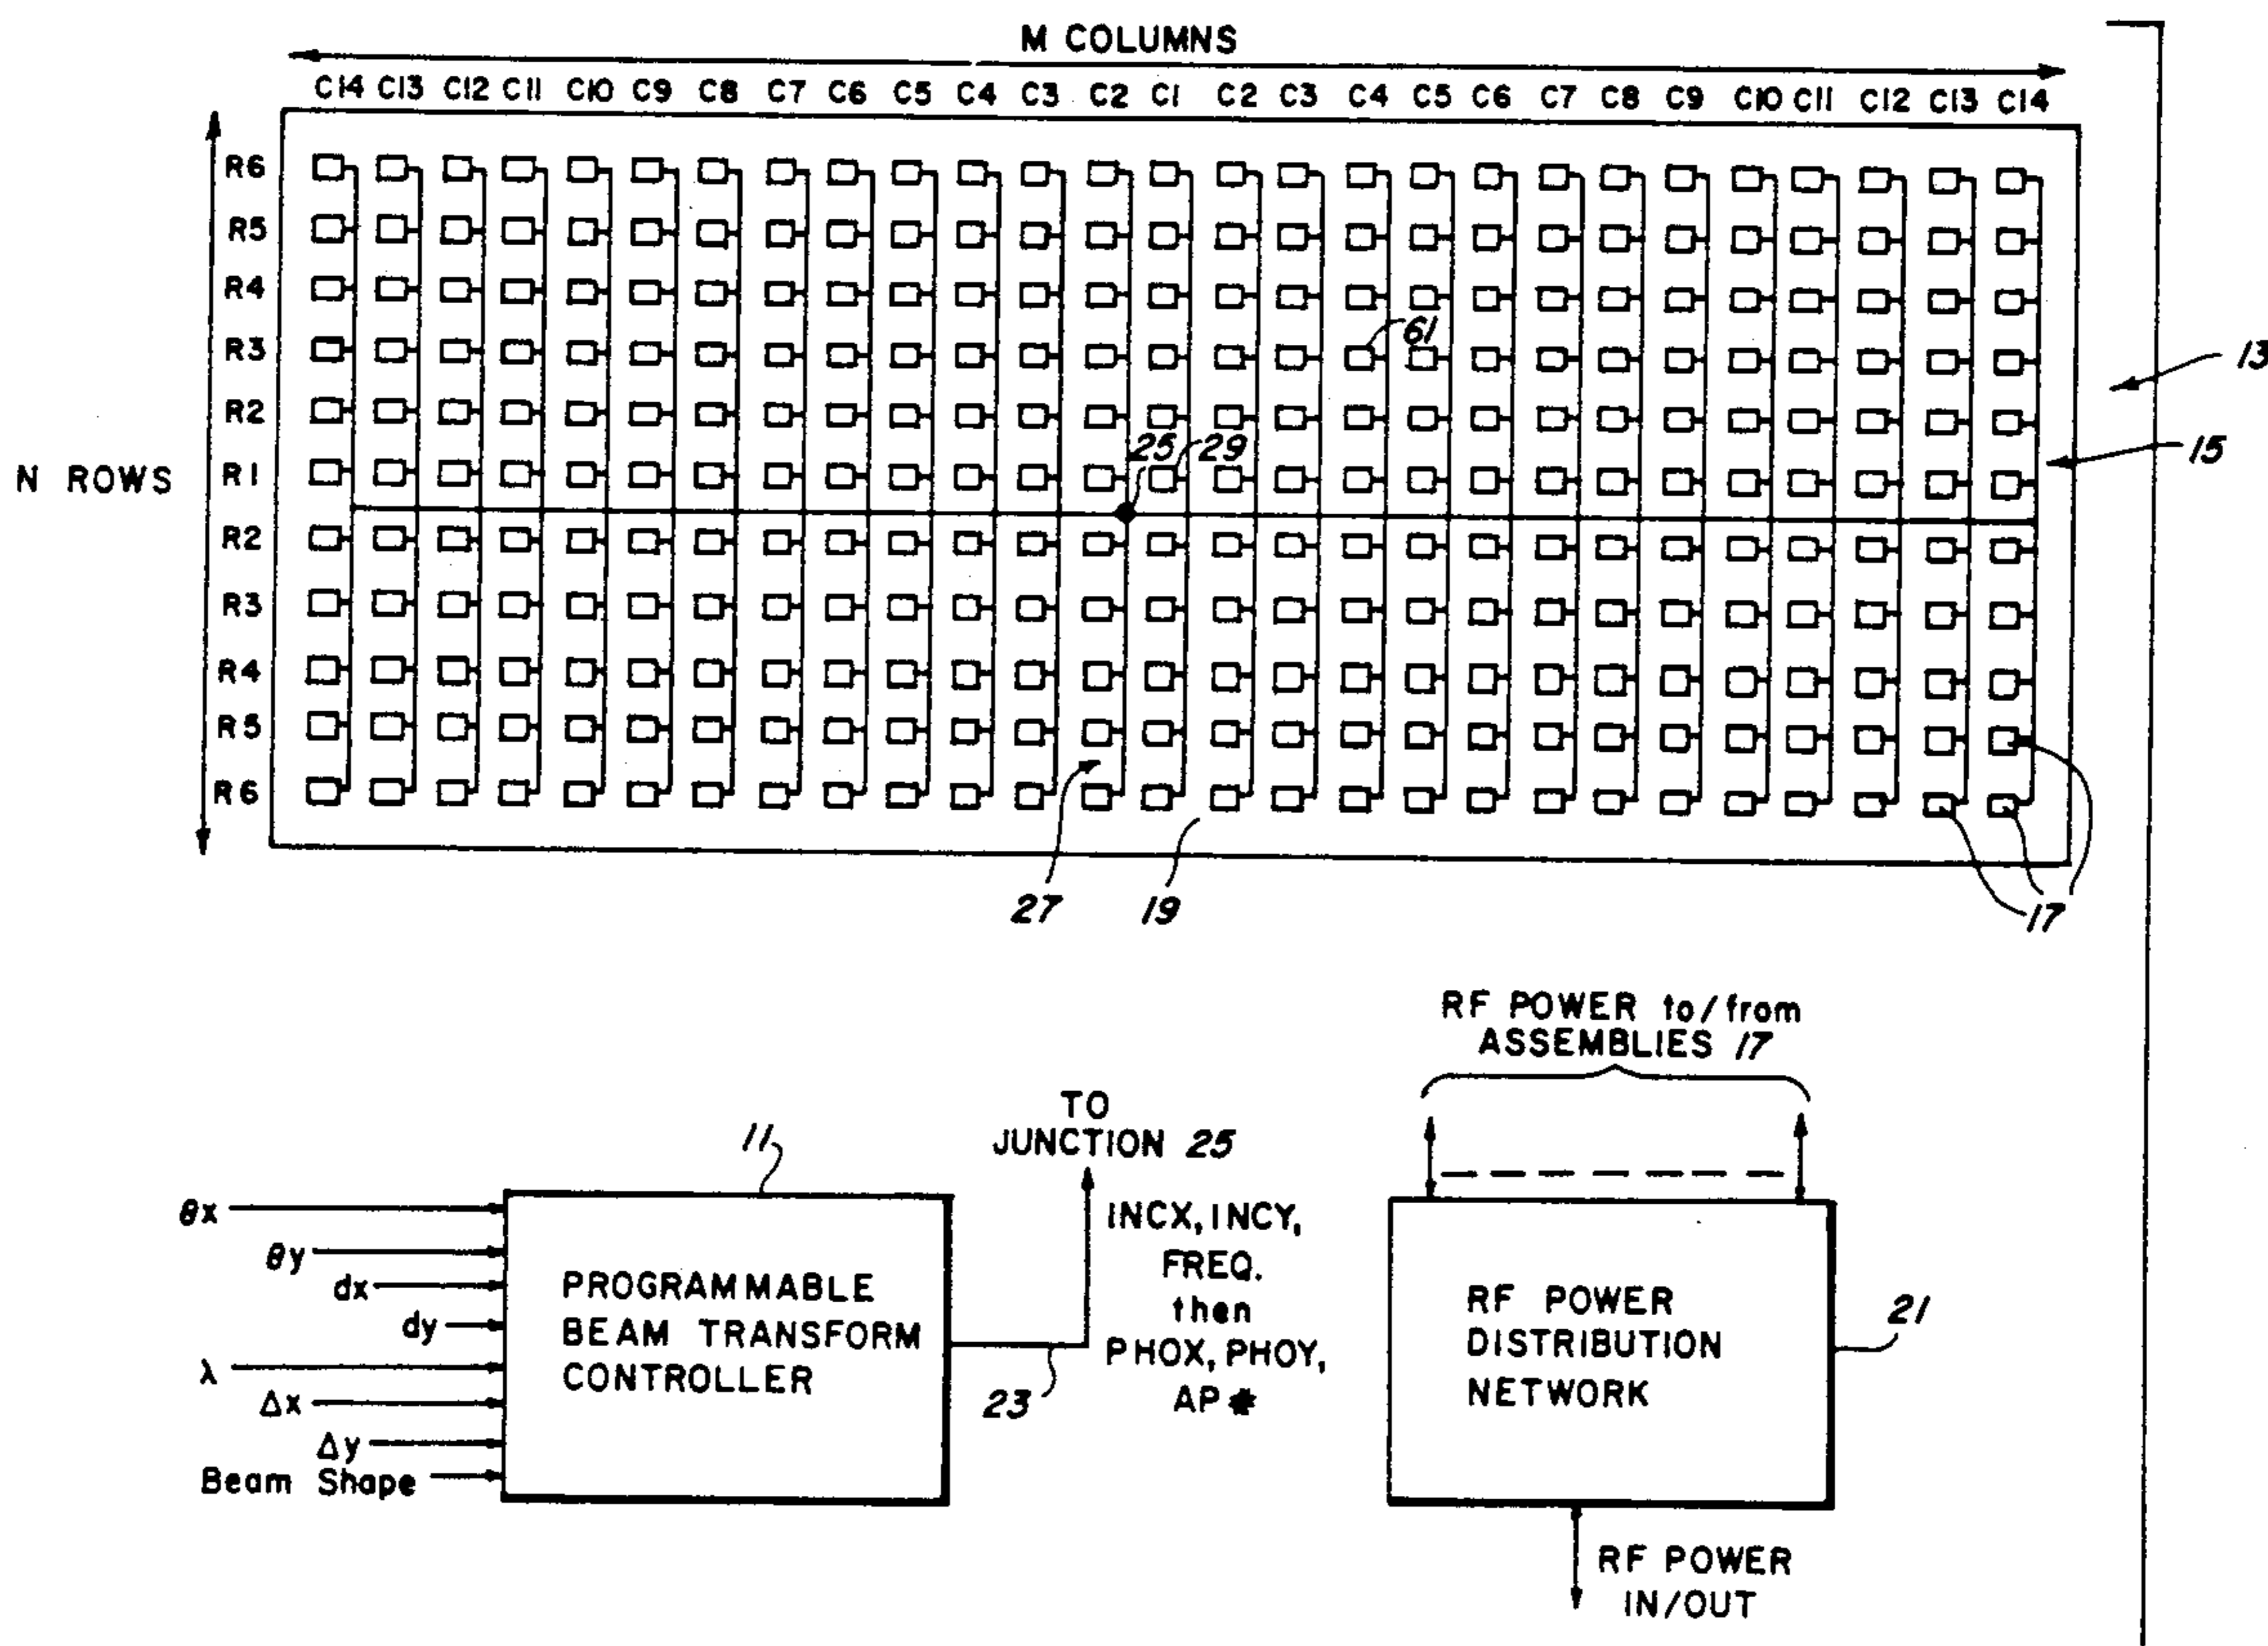 M COLUMNS
C14 C13 C12 C11 C10 C9 C8 C7 C6 C5 C4 C3 C2 C1 C2 C3 C4 C5 C6 C7 C8 C9 C10 C11 C12 C13 C14
R6
R5
R4
R3
61
13
R2
25 29
15
N ROWS
R1
R2
R3
R4
R5
R6
27
19
17
RF POWER to/from
ASSEMBLIES 17
TO
JUNCTION 25
11
θx
θy
dx
dy
λ
Δx
Δy
Beam Shape
PROGRAMMABLE
BEAM TRANSFORM
CONTROLLER
23
INCX, INCY,
FREQ.
then
PHOX, PHOY,
AP*
RF POWER
DISTRIBUTION
NETWORK
21
RF POWER
IN/OUT